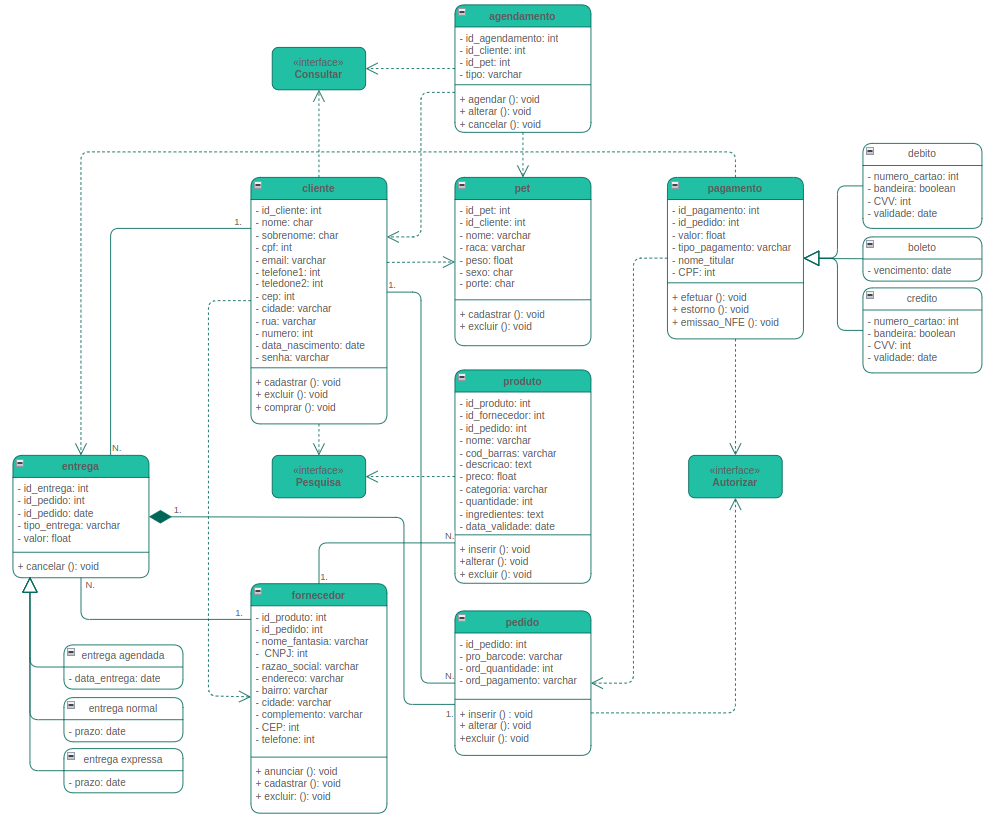 agendamento
- id_agendamento: int
- id_cliente: int
- id_pet: int
- tipo: varchar
+ agendar (): void
+ alterar (): void
+ cancelar (): void
«interface»
Consultar
cliente
- id_cliente: int
- nome: char
- sobrenome: char
- cpf: int
- email: varchar
- telefone1: int
- teledone2: int
- cep: int
- cidade: varchar
- rua: varchar
- numero: int
- data_nascimento: date
- senha: varchar
+ cadastrar (): void
+ excluir (): void
+ comprar (): void
pet
- id_pet: int
- id_cliente: int
- nome: varchar
- raca: varchar
- peso: float
- sexo: char
- porte: char
+ cadastrar (): void
+ excluir (): void
pagamento
- id_pagamento: int
- id_pedido: int
- valor: float
- tipo_pagamento: varchar
- nome_titular
- CPF: int
+ efetuar (): void
+ estorno (): void
+ emissao_NFE (): void
debito
- numero_cartao: int
- bandeira: boolean
- CVV: int
- validade: date
boleto
- vencimento: date
credito
- numero_cartao: int
- bandeira: boolean
- CVV: int
- validade: date
1.
1.
N.
entrega
- id_entrega: int
- id_pedido: int
- id_pedido: date
- tipo_entrega: varchar
- valor: float
+ cancelar (): void
«interface»
Pesquisa
produto
- id_produto: int
- id_fornecedor: int
- id_pedido: int
- nome: varchar
- cod_barras: varchar
- descricao: text
- preco: float
- categoria: varchar
- quantidade: int
- ingredientes: text
- data_validade: date
+ inserir (): void
+alterar (): void
+ excluir (): void
«interface»
Autorizar
1.
N.
1.
N.
1.
fornecedor
- id_produto: int
- id_pedido: int
- nome_fantasia: varchar
-  CNPJ: int
- razao_social: varchar
- endereco: varchar
- bairro: varchar
- cidade: varchar
- complemento: varchar
- CEP: int
- telefone: int
+ anunciar (): void
+ cadastrar (): void
+ excluir: (): void
pedido
- id_pedido: int
- pro_barcode: varchar
- ord_quantidade: int
- ord_pagamento: varchar
+ inserir () : void
+ alterar (): void
+excluir (): void
N.
1.
entrega agendada
- data_entrega: date
entrega normal
- prazo: date
entrega expressa
- prazo: date